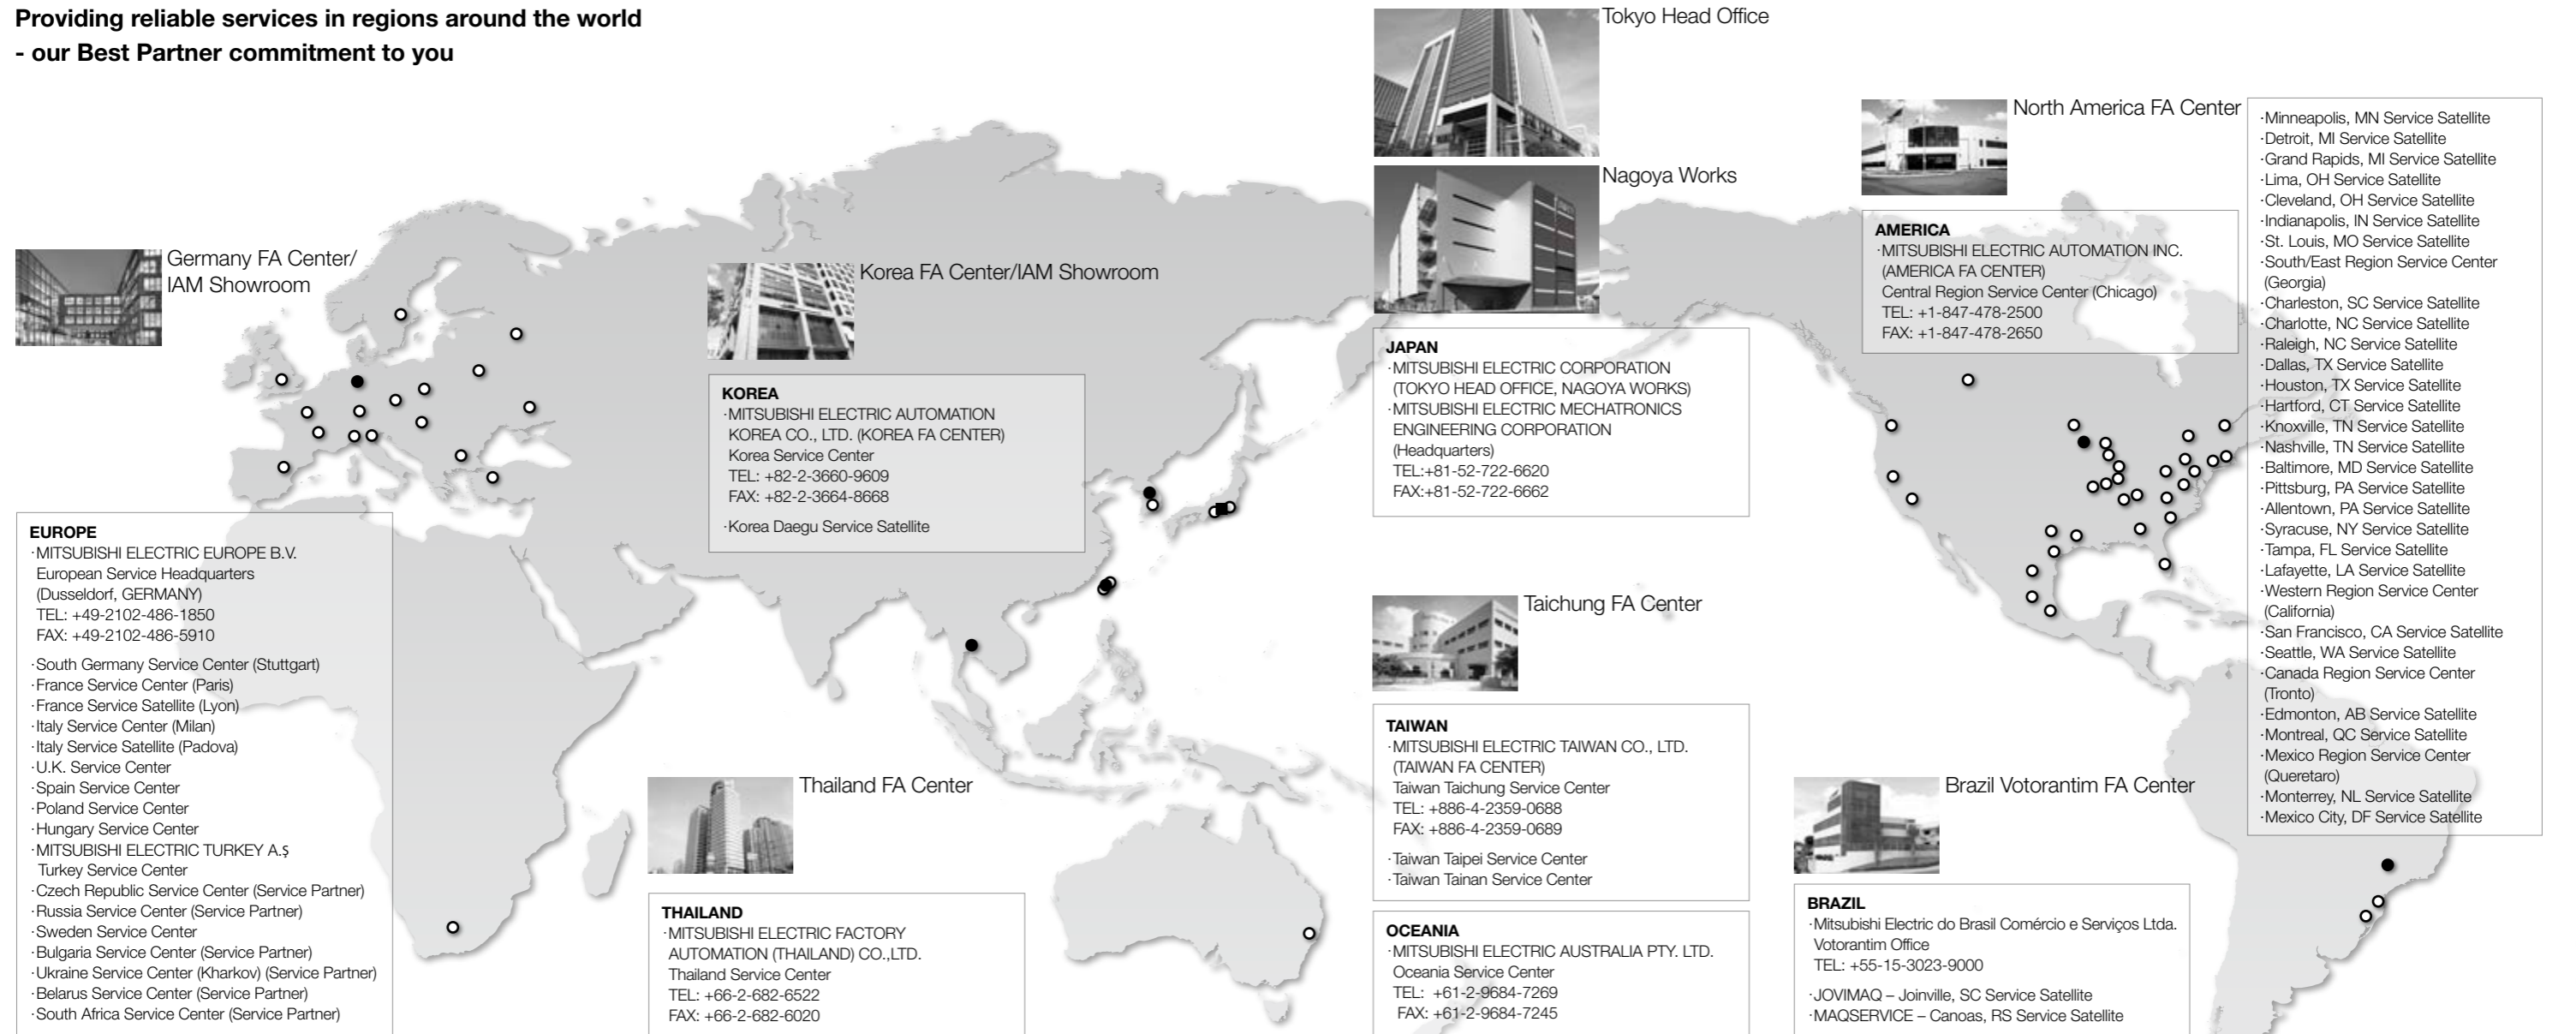 Providing reliable services in regions around the world
- our Best Partner commitment to you
Germany FA Center/
IAM Showroom
EUROPE
·MITSUBISHI ELECTRIC EUROPE B.V.
European Service Headquarters
(Dusseldorf, GERMANY)
TEL: +49-2102-486-1850
FAX: +49-2102-486-5910
·South Germany Service Center (Stuttgart)
·France Service Center (Paris)
·France Service Satellite (Lyon)
·Italy Service Center (Milan)
·Italy Service Satellite (Padova)
·U.K. Service Center
·Spain Service Center
·Poland Service Center
·Hungary Service Center
·MITSUBISHI ELECTRIC TURKEY A.Ş
Turkey Service Center
·Czech Republic Service Center (Service Partner)
·Russia Service Center (Service Partner)
·Sweden Service Center
·Bulgaria Service Center (Service Partner)
·Ukraine Service Center (Kharkov) (Service Partner)
·Belarus Service Center (Service Partner)
·South Africa Service Center (Service Partner)
Korea FA Center/IAM Showroom
KOREA
·MITSUBISHI ELECTRIC AUTOMATION
KOREA CO., LTD. (KOREA FA CENTER)
Korea Service Center
TEL: +82-2-3660-9609
FAX: +82-2-3664-8668
·Korea Daegu Service Satellite
Thailand FA Center
THAILAND
·MITSUBISHI ELECTRIC FACTORY
AUTOMATION (THAILAND) CO.,LTD.
Thailand Service Center
TEL: +66-2-682-6522
FAX: +66-2-682-6020
Tokyo Head Office
Nagoya Works
JAPAN
·MITSUBISHI ELECTRIC CORPORATION
(TOKYO HEAD OFFICE, NAGOYA WORKS)
·MITSUBISHI ELECTRIC MECHATRONICS
ENGINEERING CORPORATION
(Headquarters)
TEL:+81-52-722-6620
FAX:+81-52-722-6662
Taichung FA Center
TAIWAN
·MITSUBISHI ELECTRIC TAIWAN CO., LTD.
(TAIWAN FA CENTER)
Taiwan Taichung Service Center
TEL: +886-4-2359-0688
FAX: +886-4-2359-0689
·Taiwan Taipei Service Center
·Taiwan Tainan Service Center
OCEANIA
·MITSUBISHI ELECTRIC AUSTRALIA PTY. LTD.
Oceania Service Center
TEL: +61-2-9684-7269
FAX: +61-2-9684-7245
North America FA Center
AMERICA
·MITSUBISHI ELECTRIC AUTOMATION INC.
(AMERICA FA CENTER)
Central Region Service Center (Chicago)
TEL: +1-847-478-2500
FAX: +1-847-478-2650
·Minneapolis, MN Service Satellite
·Detroit, MI Service Satellite
·Grand Rapids, MI Service Satellite
·Lima, OH Service Satellite
·Cleveland, OH Service Satellite
·Indianapolis, IN Service Satellite
·St. Louis, MO Service Satellite
·South/East Region Service Center
(Georgia)
·Charleston, SC Service Satellite
·Charlotte, NC Service Satellite
·Raleigh, NC Service Satellite
·Dallas, TX Service Satellite
·Houston, TX Service Satellite
·Hartford, CT Service Satellite
·Knoxville, TN Service Satellite
·Nashville, TN Service Satellite
·Baltimore, MD Service Satellite
·Pittsburg, PA Service Satellite
·Allentown, PA Service Satellite
·Syracuse, NY Service Satellite
·Tampa, FL Service Satellite
·Lafayette, LA Service Satellite
·Western Region Service Center
(California)
·San Francisco, CA Service Satellite
·Seattle, WA Service Satellite
·Canada Region Service Center
(Tronto)
·Edmonton, AB Service Satellite
·Montreal, QC Service Satellite
·Mexico Region Service Center
(Queretaro)
·Monterrey, NL Service Satellite
·Mexico City, DF Service Satellite
Brazil Votorantim FA Center
BRAZIL
·Mitsubishi Electric do Brasil Comércio e Serviços Ltda.
Votorantim Office
TEL: +55-15-3023-9000
·JOVIMAQ – Joinville, SC Service Satellite
·MAQSERVICE – Canoas, RS Service Satellite